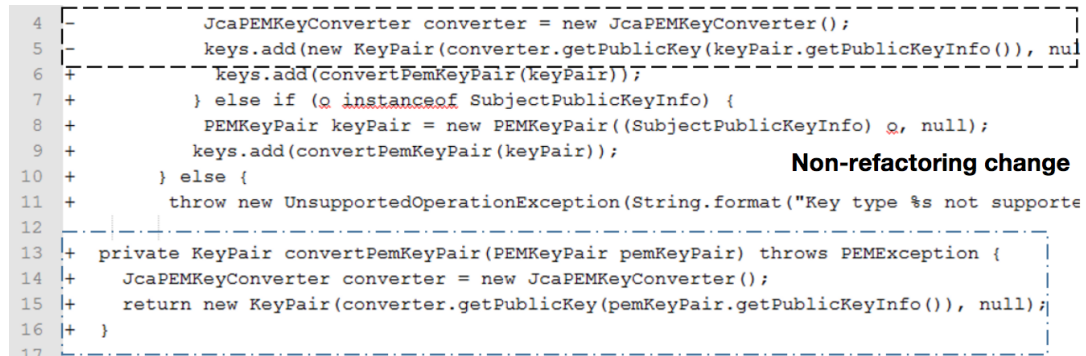 4 - JcaPEMKeyConverter converter = new JcaPEMKeyConverter();
5 - keys.add(new KeyPair(converter.getPublicKey(keyPair.getPublicKeyInfo()),
6 + keys.add(convertPemKeyPair(keyPair));
7 + } else if (o instanceof SubjectPublicKeyInfo) {
8 + PEMKeyPair keyPair = new PEMKeyPair((SubjectPublicKeyInfo) o, null);
9 + keys.add(convertPemKeyPair(keyPair));
Non-refactoring change
10 + } else {
11 + throw new UnsupportedOperationException(String.format("Key type %s not
12
13 + private KeyPair convertPemKeyPair(PEMKeyPair pemKeyPair) throws PEMException {
14 + JcaPEMKeyConverter converter = new JcaPEMKeyConverter();
15 + return new KeyPair(converter.getPublicKey(pemKeyPair.getPublicKeyInfo()), null);
16 + }
17